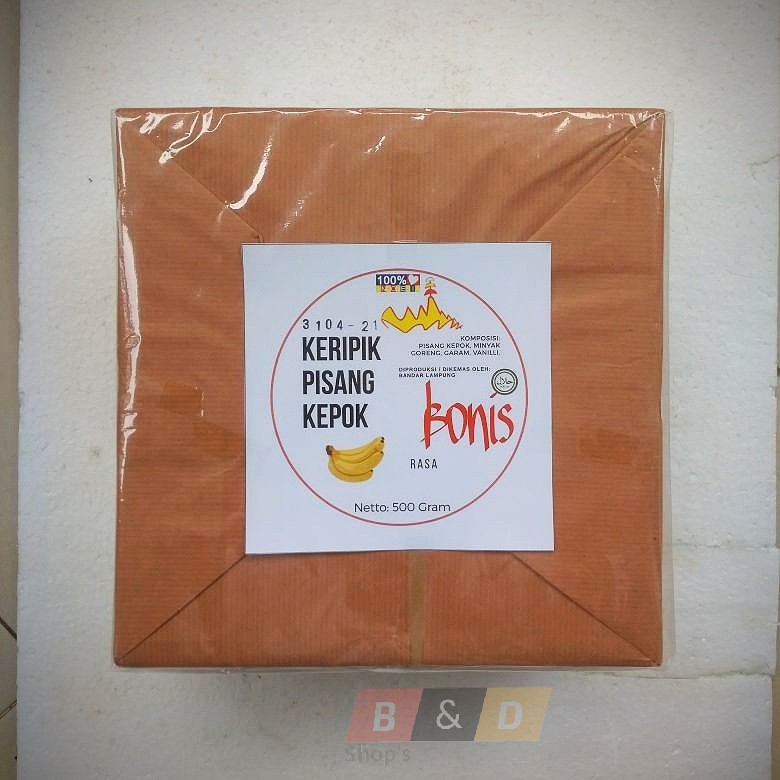 100%
3104-21
KERIPIK
PISANG
KEPOK
KOMPOSISI:
PISANG KEPOK, MINYAK
GORENG, GARAM, VANILLI.
DIPRODUKSI / DIKEMAS OLEH:
BANDAR LAMPUNG
Bonis
RASA
Netto: 500 Gram
B & D
Shop's